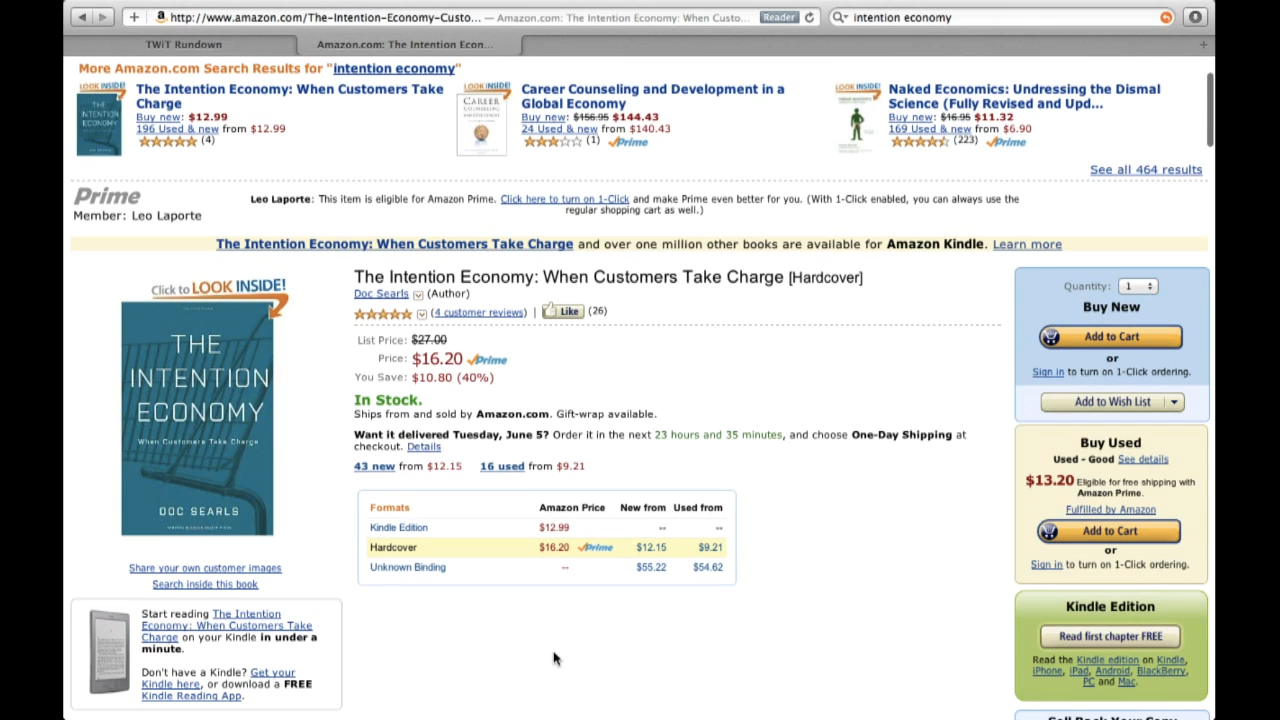 http://www.amazon.com/The-Intention-Economy-Custo... — Amazon.com: The Intention Economy: When Custo...
Reader
intention economy
TWiT Rundown
Amazon.com: The Intention Econ...
More Amazon.com Search Results for "intention economy"
LOOK INSIDE!
The Intention Economy: When Customers Take Charge
Buy new: $12.99
196 Used & new from $12.99
(4)
LOOK INSIDE!
Career Counseling and Development in a Global Economy
Buy new: $156.95 $144.43
24 Used & new from $140.43
(1) Prime
LOOK INSIDE!
Naked Economics: Undressing the Dismal Science (Fully Revised and Upd...
Buy new: $16.95 $11.32
169 Used & new from $6.90
(223) Prime
See all 464 results
Prime
Member: Leo Laporte
Leo Laporte: This item is eligible for Amazon Prime. Click here to turn on 1-Click and make Prime even better for you. (With 1-Click enabled, you can always use the
regular shopping cart as well.)
The Intention Economy: When Customers Take Charge and over one million other books are available for Amazon Kindle. Learn more
Click to LOOK INSIDE!
THE
INTENTION
ECONOMY
When Customers Take Charge
DOC SEARLS
Share your own customer images
Search inside this book
Start reading The Intention
Economy: When Customers Take
Charge on your Kindle in under a
minute.
Don't have a Kindle? Get your
Kindle here, or download a FREE
Kindle Reading App.
The Intention Economy: When Customers Take Charge [Hardcover]
Doc Searls (Author)
(4 customer reviews) | Like (26)
List Price: $27.00
Price: $16.20 Prime
You Save: $10.80 (40%)
In Stock.
Ships from and sold by Amazon.com. Gift-wrap available.
Want it delivered Tuesday, June 5? Order it in the next 23 hours and 35 minutes, and choose One-Day Shipping at
checkout. Details
43 new from $12.15 16 used from $9.21
Formats Amazon Price New from Used from
Kindle Edition $12.99 -- --
Hardcover $16.20 Prime $12.15 $9.21
Unknown Binding -- $55.22 $54.62
Quantity: 1
Buy New
Add to Cart
or
Sign in to turn on 1-Click ordering.
Add to Wish List
Buy Used
Used - Good See details
$13.20 Eligible for free shipping with
Amazon Prime.
Fulfilled by Amazon
Add to Cart
or
Sign in to turn on 1-Click ordering.
Kindle Edition
Read first chapter FREE
Read the Kindle edition on Kindle,
iPhone, iPad, Android, BlackBerry,
PC and Mac.
Sell Back Your Copy